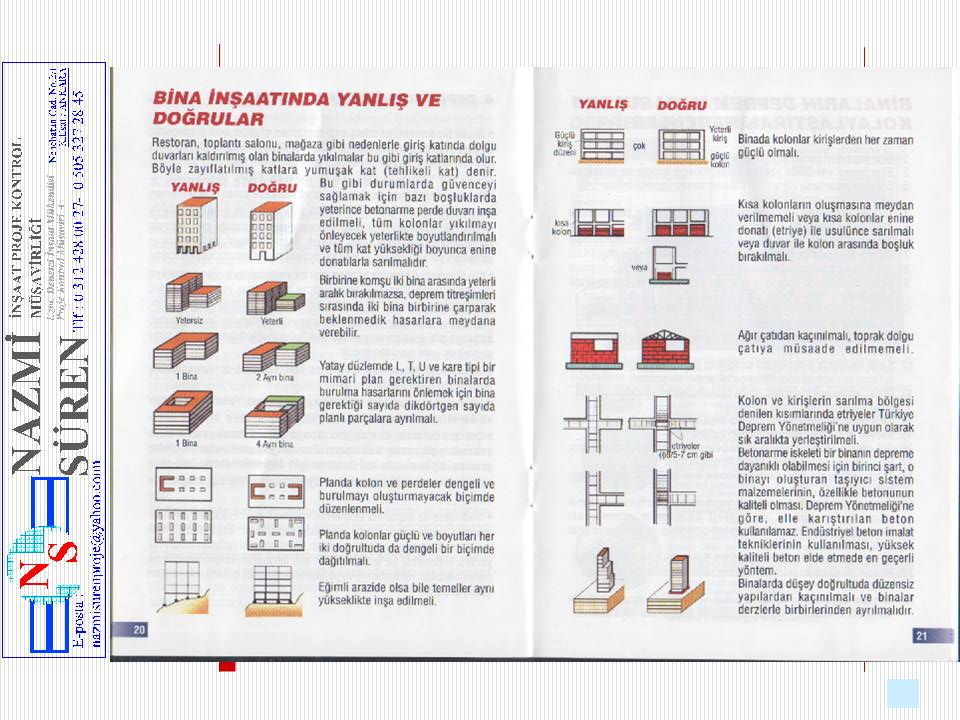 NAZMİ
SÜREN
İNŞAAT PROJE KONTROL
MÜSAVİRLİĞİ
Necatibey Cad. No:
Kızılay / ANKARA
Tlf : 0 312 428 00 27- 0 505 327 28 45
N
S
E-posta :
nazmisurenproje@yahoo.com
BİNA İNŞAATINDA YANLIŞ VE
DOĞRULAR
Restoran, toplantı salonu, mağaza gibi nedenlerle giriş katında dolgu
duvarları kaldırılmış olan binalarda yıkılmalar bu gibi giriş katlarında olur.
Böyle zayıflatılmış katlara yumuşak kat (tehlikeli kat) denir.
YANLIŞ DOĞRU
Bu gibi durumlarda güvenceyi
sağlamak için bazı boşluklarda
yeterince betonarme perde duvarı inşa
edilmeli, tüm kolonlar yıkılmayı
önleyecek yeterlikte boyutlandırılmalı
ve tüm kat yüksekliği boyunca enine
donatılarla sarılmalıdır.
Birbirine komşu iki bina arasında yeterli
aralık bırakılmazsa, deprem titreşimleri
sırasında iki bina birbirine çarparak
beklenmedik hasarlara meydana
verebilir.
Yetersiz Yeterli
1 Bina 2 Ayrı bina
Yatay düzlemde L, T, U ve kare tipi bir
mimari plan gerektiren binalarda
burulma hasarlarını önlemek için bina
gerektiği sayıda dikdörtgen sayıda
planlı parçalara ayrılmalı.
1 Bina 4 Ayrı bina
Planda kolon ve perdeler dengeli ve
burulmayı oluşturmayacak biçimde
düzenlenmeli.
Planda kolonlar güçlü ve boyutları her
iki doğrultuda da dengeli bir biçimde
dağıtılmalı.
Eğimli arazide olsa bile temeller aynı
yükseklikte inşa edilmeli.
20
YANLIŞ DOĞRU
Güçlü
kiriş
düzeni
çok
Yeterli
kiriş
güçlü
kolon
Binada kolonlar kirişlerden her zaman
güçlü olmalı.
kısa
kolon
veya
Kısa kolonların oluşmasına meydan
verilmemeli veya kısa kolonlar enine
donatı (etriye) ile usulünce sarılmalı
veya duvar ile kolon arasında boşluk
bırakılmalı.
Ağır çatıdan kaçınılmalı, toprak dolgu
çatıya müsaade edilmemeli.
etriyeler
(ϕ8/5-7 cm gibi
Kolon ve kirişlerin sarılma bölgesi
denilen kısımlarında etriyeler Türkiye
Deprem Yönetmeliği'ne uygun olarak
sık aralıkta yerleştirilmeli.
Betonarme iskeleti bir binanın depreme
dayanıklı olabilmesi için birinci şart, o
binayı oluşturan taşıyıcı sistem
malzemelerinin, özellikle betonunun
kaliteli olması. Deprem Yönetmeliği'ne
göre, elle karıştırılan beton
kullanılamaz. Endüstriyel beton imalat
tekniklerinin kullanılması, yüksek
kaliteli beton elde etmede en geçerli
yöntem.
Binalarda düşey doğrultuda düzensiz
yapılardan kaçınılmalı ve binalar
derzlerle birbirlerinden ayrılmalıdır.
21